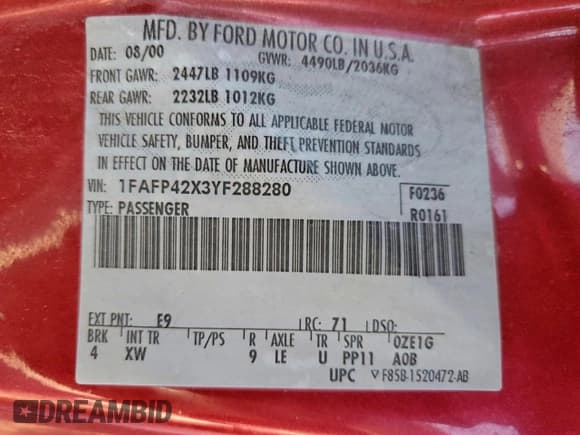 MFD. BY FORD MOTOR CO. IN U.S.A.
DATE: 08/00 GVWR: 4490LB/2036KG
FRONT GAWR: 2447LB 1109KG
REAR GAWR: 2232LB 1012KG
THIS VEHICLE CONFORMS TO ALL APPLICABLE FEDERAL MOTOR
VEHICLE SAFETY, BUMPER, AND THEFT PREVENTION STANDARDS
IN EFFECT ON THE DATE OF MANUFACTURE SHOWN ABOVE.
VIN: 1FAFP42X3YF288280 F0236
TYPE: PASSENGER R0161
EXT PNT: E9 RC: 71 DSO:
BRK INT TR TP/PS R AXLE TR SPR 0ZE1G
4 XW 9 LE U PP11 A0B
UPC ▽F85B-1520472-AB
DREAMBID